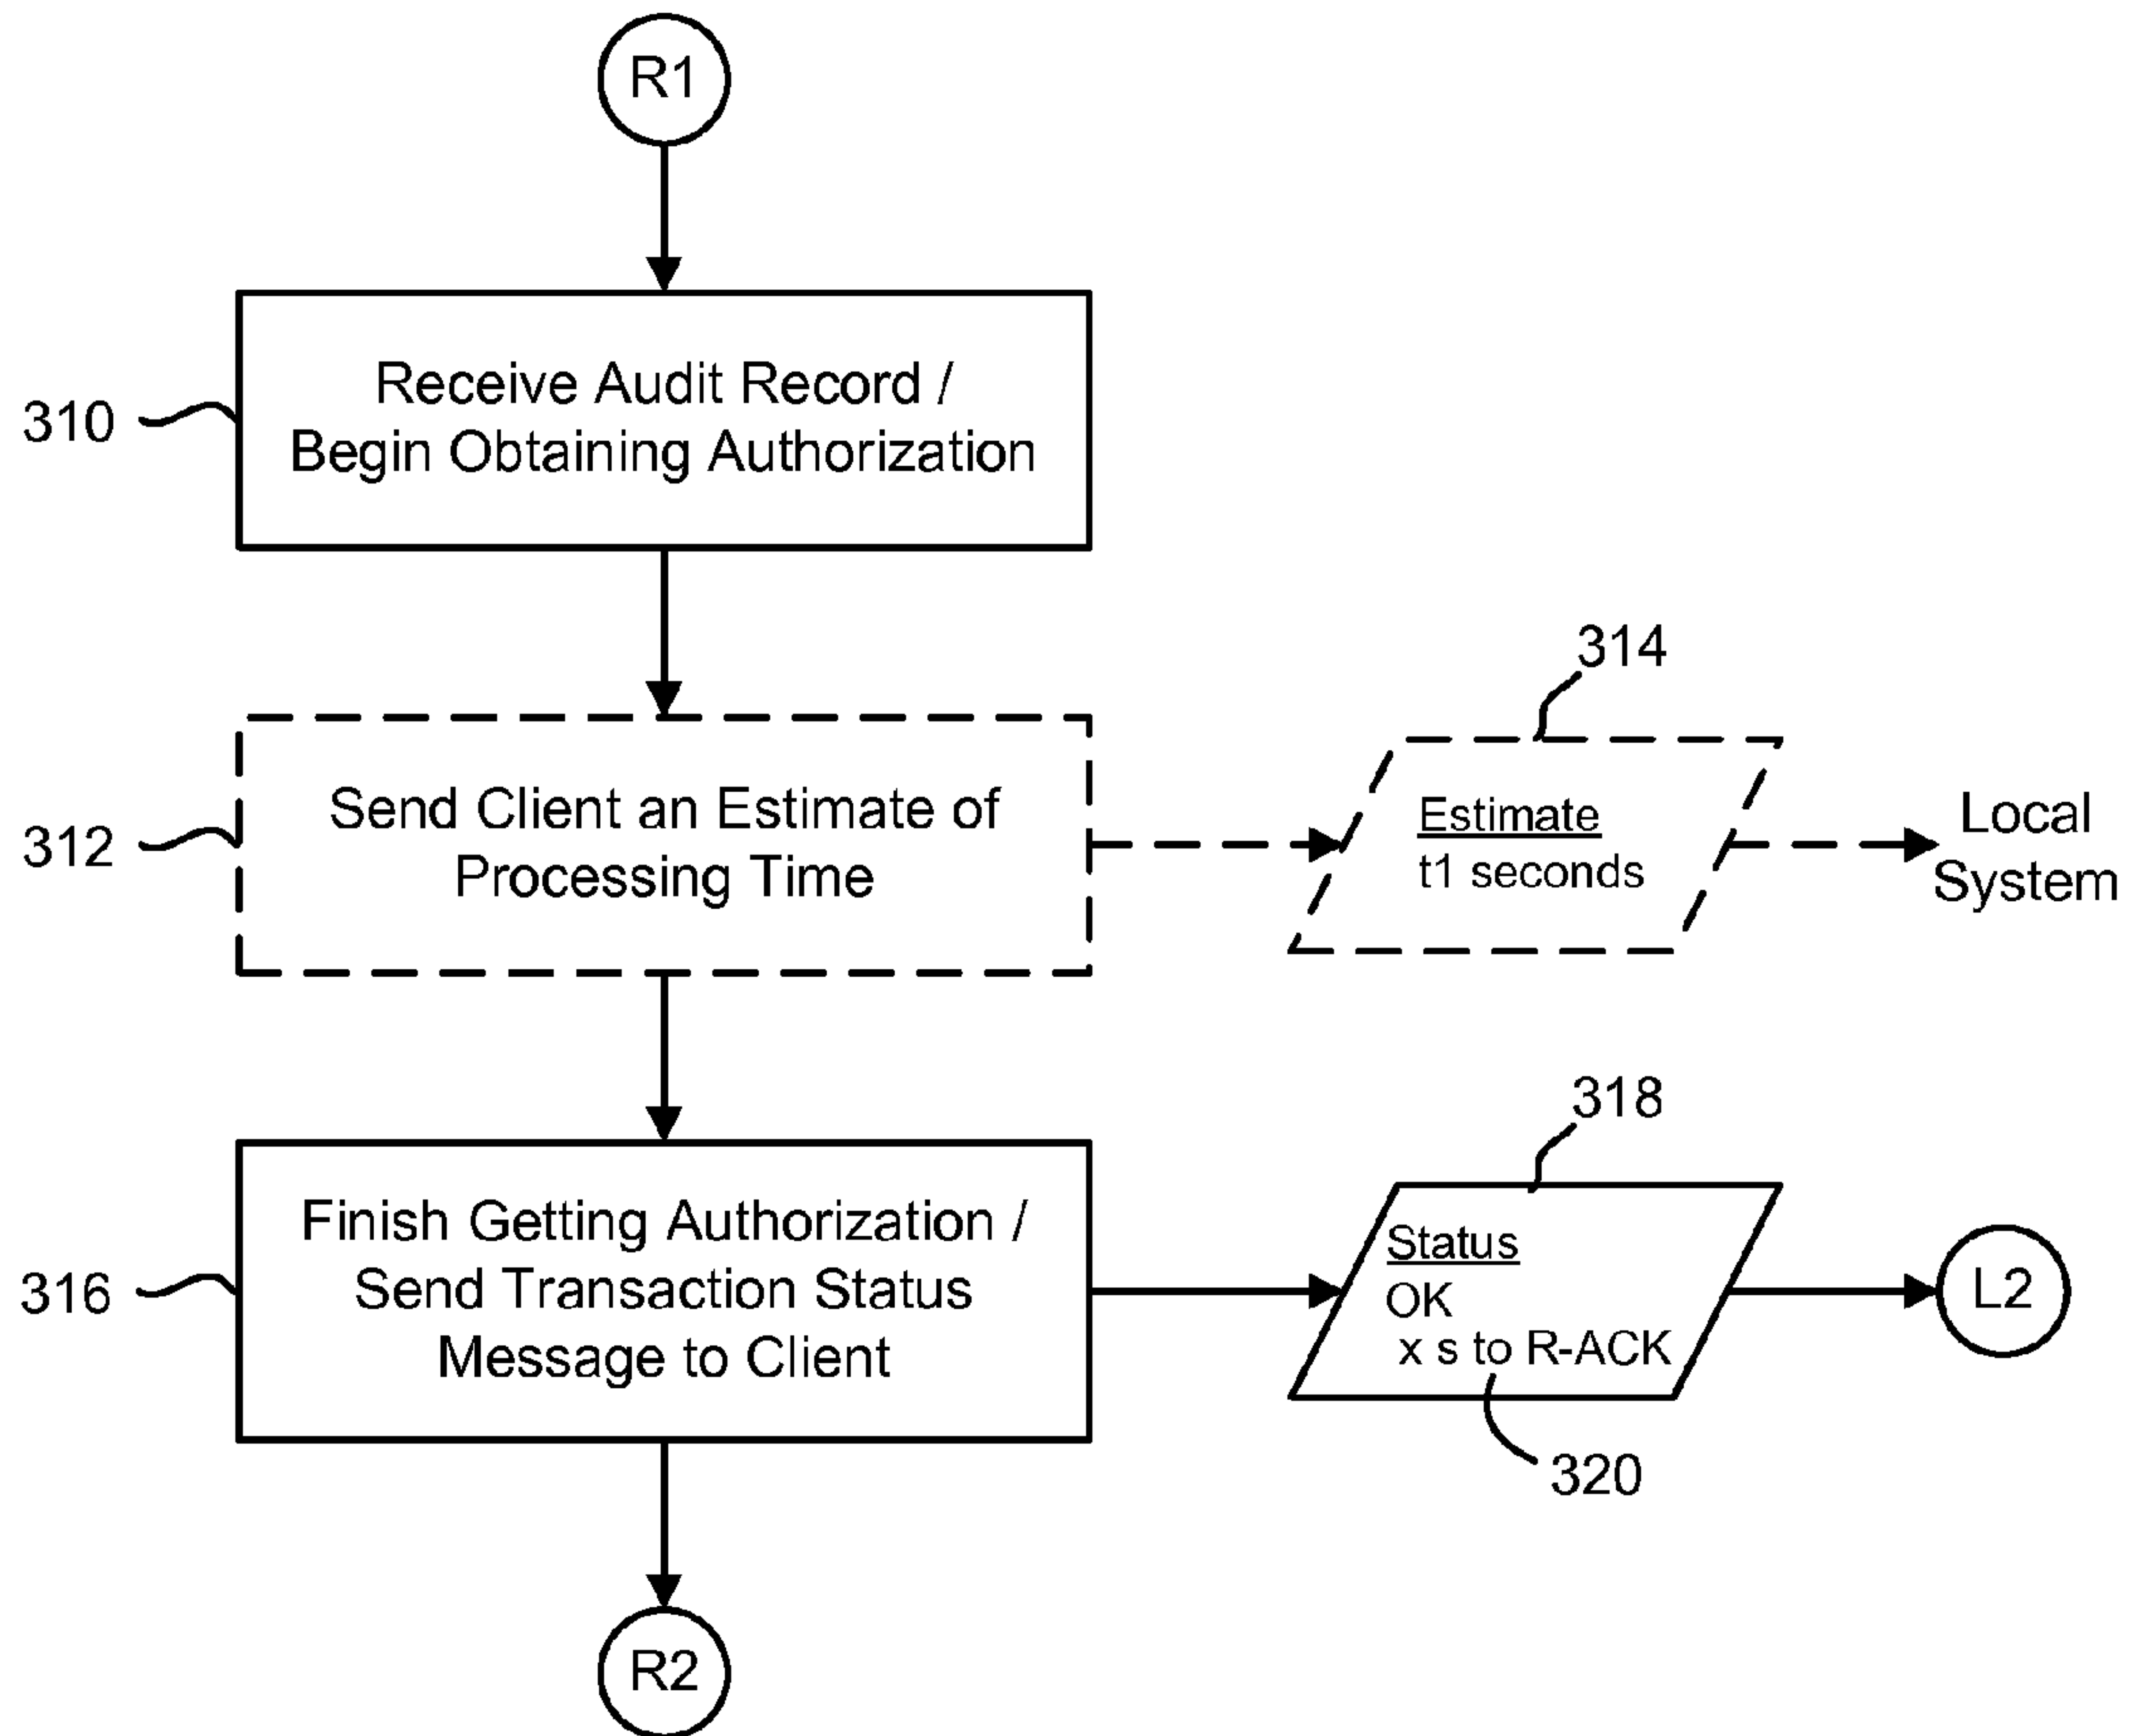 R1
310
Receive Audit Record /
Begin Obtaining Authorization
312
Send Client an Estimate of
Processing Time
314
Estimate
t1 seconds
Local
System
316
Finish Getting Authorization /
Send Transaction Status
Message to Client
318
Status
OK
x s to R-ACK
320
L2
R2